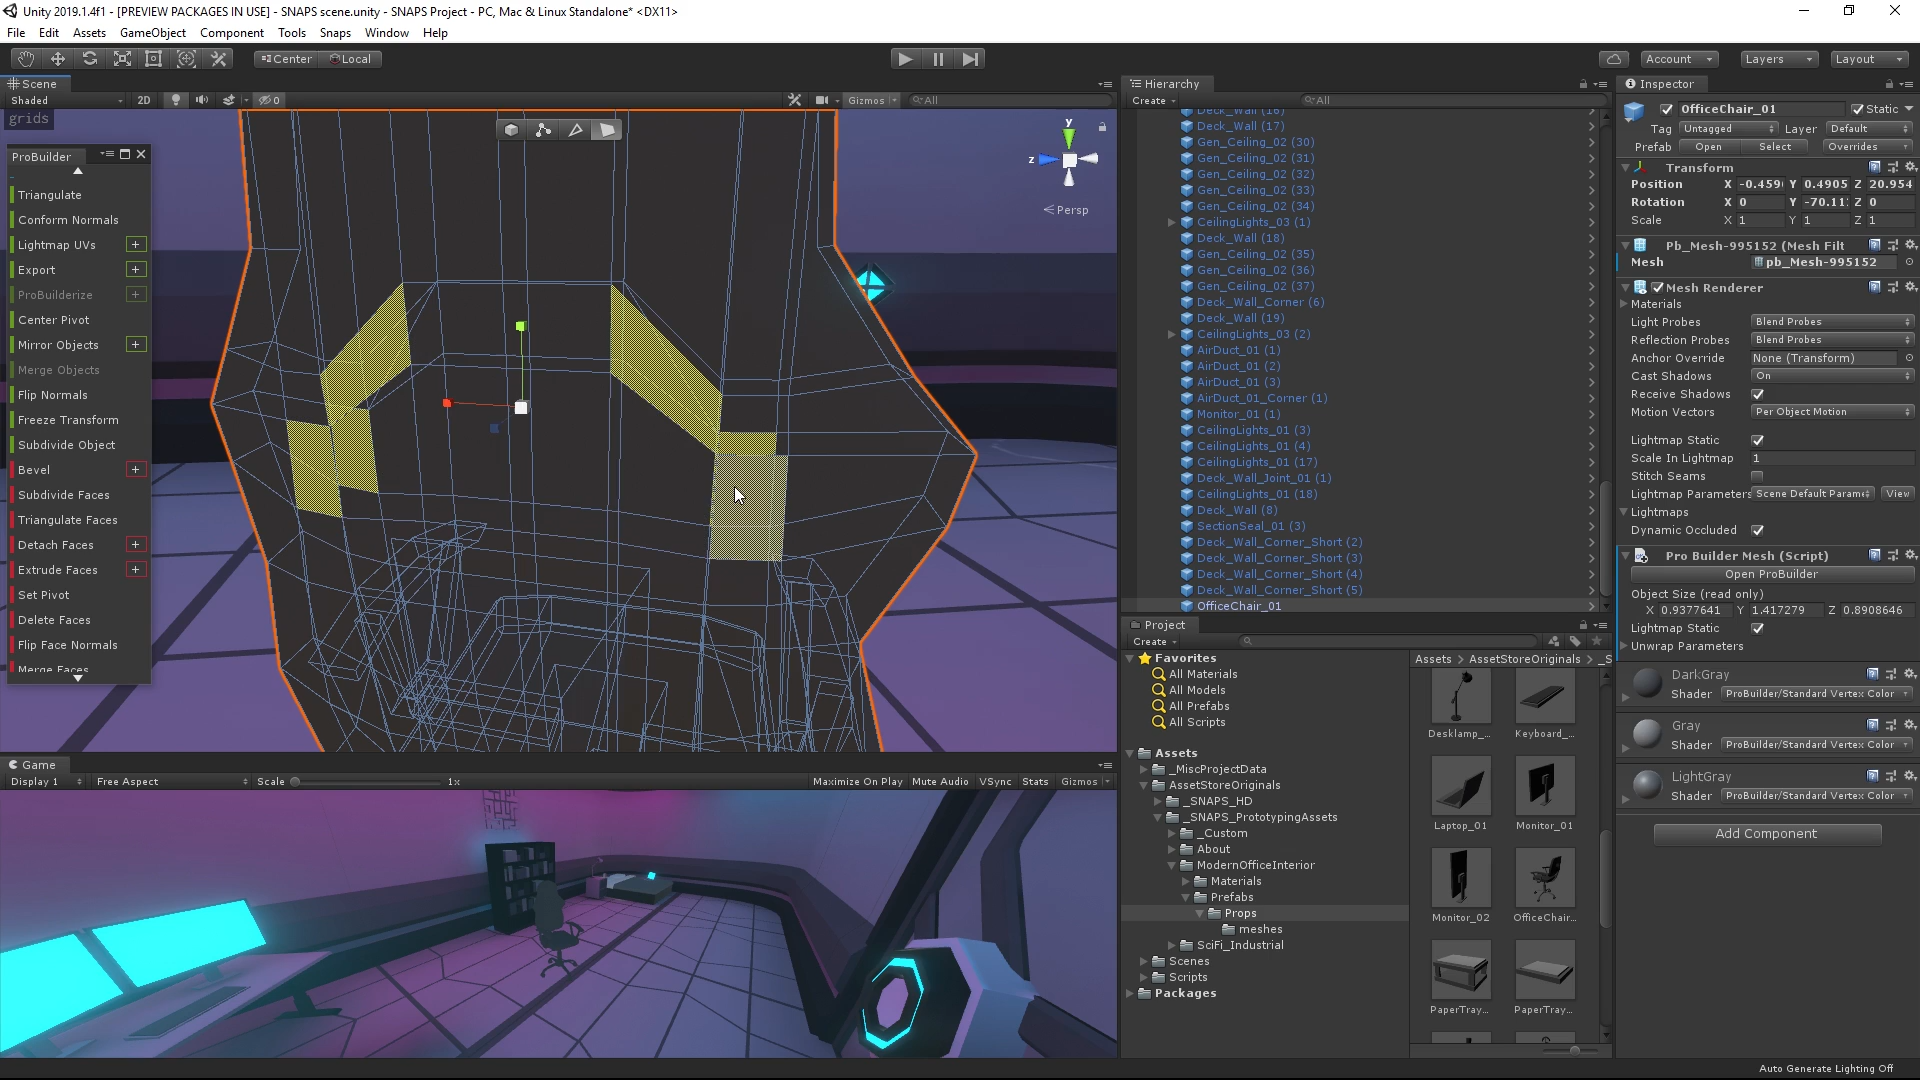 Unity 2019.1.4f1 - [PREVIEW PACKAGES IN USE] - SNAPS scene.unity - SNAPS Project - PC, Mac & Linux Standalone* <DX11>
File Edit Assets GameObject Component Tools Snaps Window Help
Center Local
Account Layers Layout
Scene
Shaded 2D 0 Gizmos All
grids
y
z
Persp
ProBuilder
Triangulate
Conform Normals
Lightmap UVs
Export
ProBuilderize
Center Pivot
Mirror Objects
Merge Objects
Flip Normals
Freeze Transform
Subdivide Object
Bevel
Subdivide Faces
Triangulate Faces
Detach Faces
Extrude Faces
Set Pivot
Delete Faces
Flip Face Normals
Merge Faces
Game
Display 1 Free Aspect Scale 1x Maximize On Play Mute Audio VSync Stats Gizmos
Hierarchy
Create All
Deck_Wall (16)
Deck_Wall (17)
Gen_Ceiling_02 (30)
Gen_Ceiling_02 (31)
Gen_Ceiling_02 (32)
Gen_Ceiling_02 (33)
Gen_Ceiling_02 (34)
CeilingLights_03 (1)
Deck_Wall (18)
Gen_Ceiling_02 (35)
Gen_Ceiling_02 (36)
Gen_Ceiling_02 (37)
Deck_Wall_Corner (6)
Deck_Wall (19)
CeilingLights_03 (2)
AirDuct_01 (1)
AirDuct_01 (2)
AirDuct_01 (3)
AirDuct_01_Corner (1)
Monitor_01 (1)
CeilingLights_01 (3)
CeilingLights_01 (4)
CeilingLights_01 (17)
Deck_Wall_Joint_01 (1)
CeilingLights_01 (18)
Deck_Wall (8)
SectionSeal_01 (3)
Deck_Wall_Corner_Short (2)
Deck_Wall_Corner_Short (3)
Deck_Wall_Corner_Short (4)
Deck_Wall_Corner_Short (5)
OfficeChair_01
Project
Create
Favorites
All Materials
All Models
All Prefabs
All Scripts
Assets
_MiscProjectData
AssetStoreOriginals
_SNAPS_HD
_SNAPS_PrototypingAssets
_Custom
About
ModernOfficeInterior
Materials
Prefabs
Props
meshes
SciFi_Industrial
Scenes
Scripts
Packages
Assets > AssetStoreOriginals > _S
Desklamp_... Keyboard_...
Laptop_01 Monitor_01
Monitor_02 OfficeChair...
PaperTray... PaperTray...
Inspector
OfficeChair_01 Static
Tag Untagged Layer Default
Prefab Open Select Overrides
Transform
Position X -0.459 Y 0.4905 Z 20.954
Rotation X 0 Y -70.11 Z 0
Scale X 1 Y 1 Z 1
Pb_Mesh-995152 (Mesh Filt
Mesh pb_Mesh-995152
Mesh Renderer
Materials
Light Probes Blend Probes
Reflection Probes Blend Probes
Anchor Override None (Transform)
Cast Shadows On
Receive Shadows
Motion Vectors Per Object Motion
Lightmap Static
Scale In Lightmap 1
Stitch Seams
Lightmap Parameters Scene Default Param View
Lightmaps
Dynamic Occluded
Pro Builder Mesh (Script)
Open ProBuilder
Object Size (read only)
X 0.9377641 Y 1.417279 Z 0.8908646
Lightmap Static
Unwrap Parameters
DarkGray
Shader ProBuilder/Standard Vertex Color
Gray
Shader ProBuilder/Standard Vertex Color
LightGray
Shader ProBuilder/Standard Vertex Color
Add Component
Auto Generate Lighting Off